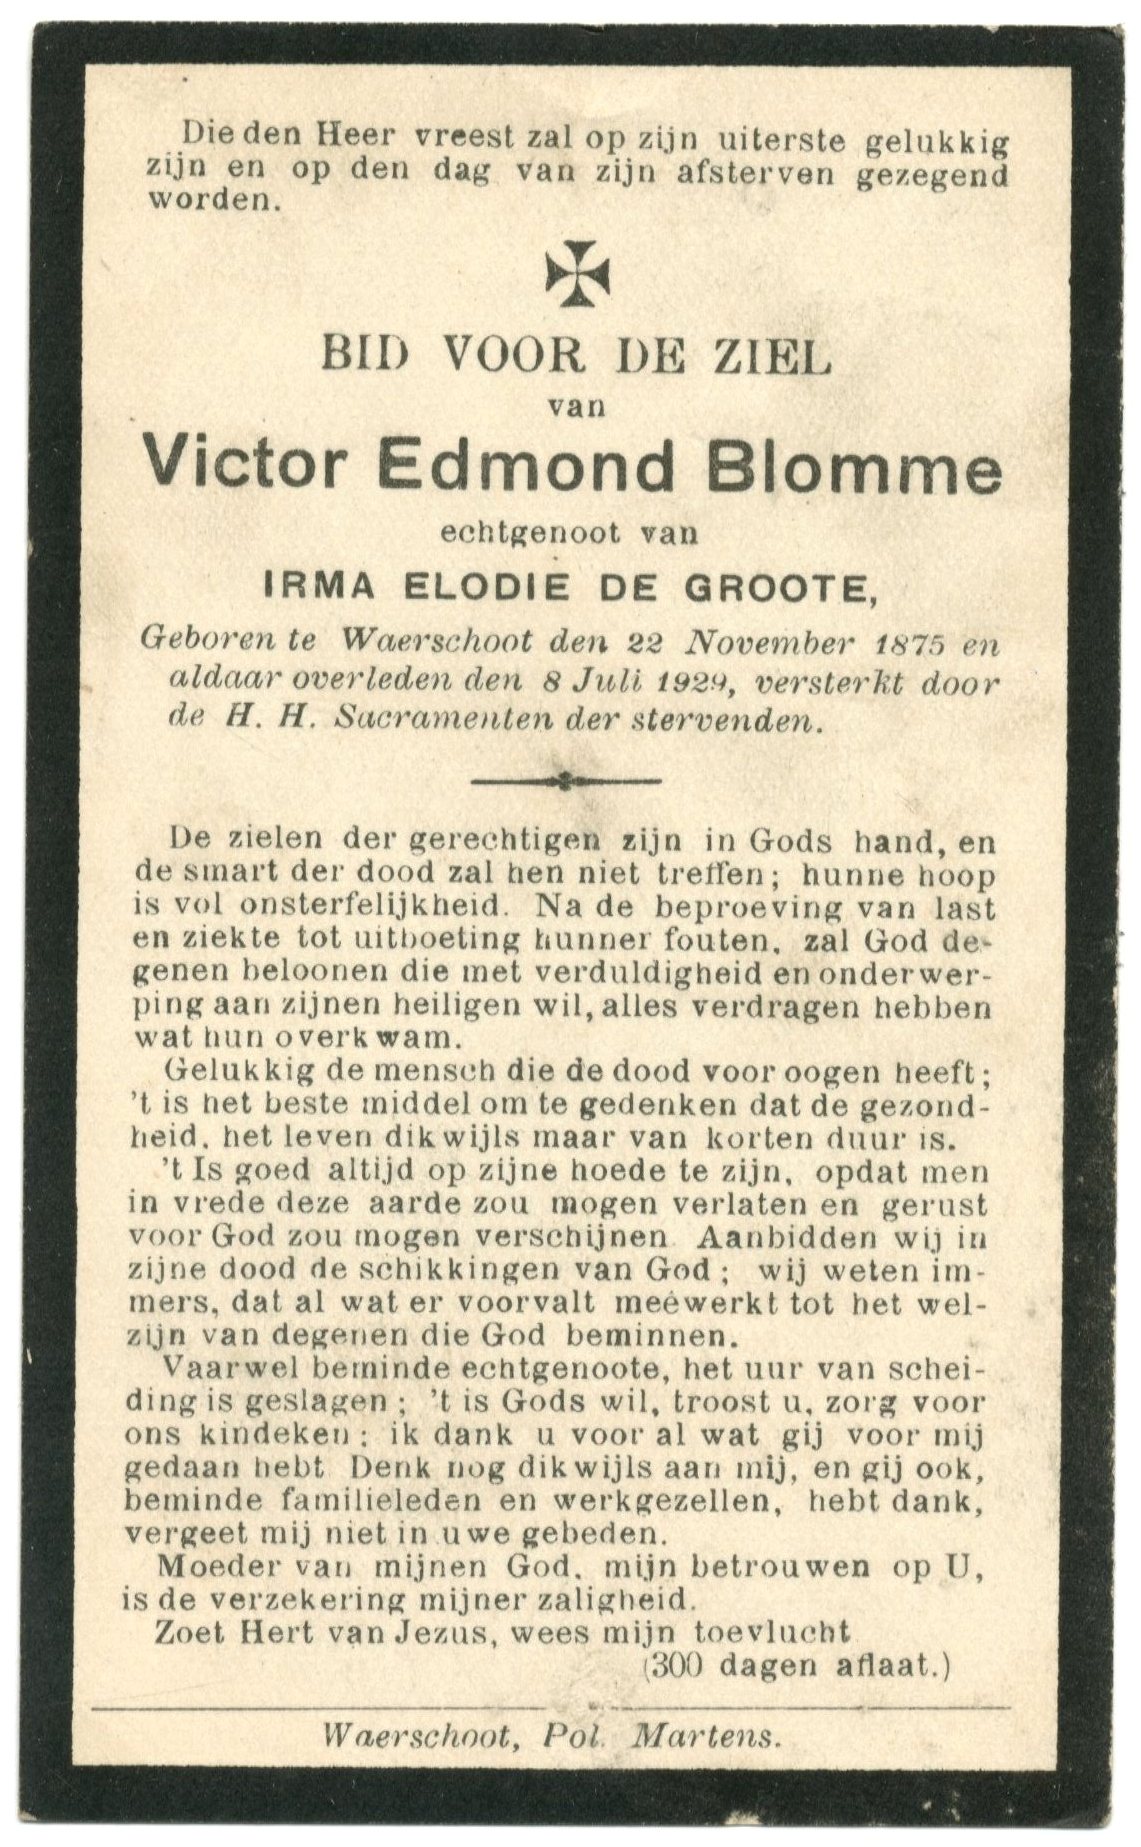 Die den Heer vreest zal op zijn uiterste gelukkig
zijn en op den dag van zijn afsterven gezegend
worden.
BID VOOR DE ZIEL
van
Victor Edmond Blomme
echtgenoot van
IRMA ELODIE DE GROOTE,
Geboren te Waerschoot den 22 November 1875 en
aldaar overleden den 8 Juli 1929, versterkt door
de H. H. Sacramenten der stervenden.
De zielen der gerechtigen zijn in Gods hand, en
de smart der dood zal hen niet treffen; hunne hoop
is vol onsterfelijkheid. Na de beproeving van last
en ziekte tot uitboeting hunner fouten, zal God de-
genen beloonen die met verduldigheid en onderwer-
ping aan zijnen heiligen wil, alles verdragen hebben
wat hun overkwam.
Gelukkig de mensch die de dood voor oogen heeft;
't is het beste middel om te gedenken dat de gezond-
heid, het leven dikwijls maar van korten duur is.
't Is goed altijd op zijne hoede te zijn, opdat men
in vrede deze aarde zou mogen verlaten en gerust
voor God zou mogen verschijnen Aanbidden wij in
zijne dood de schikkingen van God; wij weten im-
mers, dat al wat er voorvalt meêwerkt tot het wel-
zijn van degenen die God beminnen.
Vaarwel beminde echtgenoote, het uur van schei-
ding is geslagen; 't is Gods wil, troost u, zorg voor
ons kindeken; ik dank u voor al wat gij voor mij
gedaan hebt Denk nog dikwijls aan mij, en gij ook,
beminde familieleden en werkgezellen, hebt dank,
vergeet mij niet in uwe gebeden.
Moeder van mijnen God, mijn betrouwen op U,
is de verzekering mijner zaligheid.
Zoet Hert van Jezus, wees mijn toevlucht
(300 dagen aflaat.)
Waerschoot, Pol. Martens.